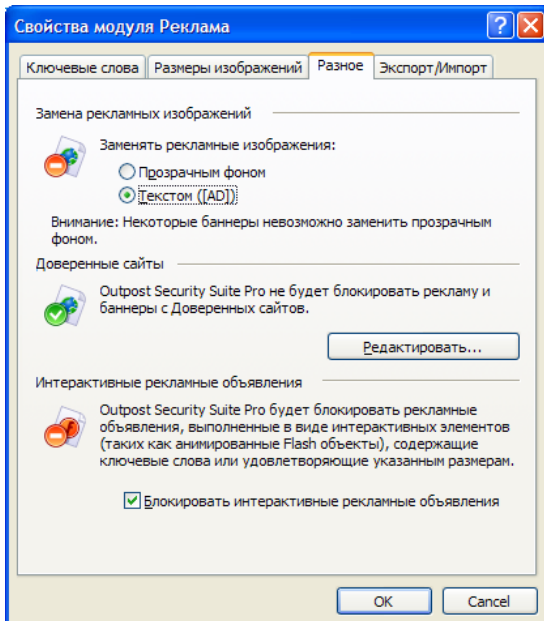 Свойства модуля Реклама
Ключевые слова Размеры изображений Разное Экспорт/Импорт
Замена рекламных изображений
Заменять рекламные изображения:
Прозрачным фоном
Текстом ([AD])
Внимание: Некоторые баннеры невозможно заменить прозрачным
фоном.
Доверенные сайты
Outpost Security Suite Pro не будет блокировать рекламу и
баннеры с Доверенных сайтов.
Редактировать...
Интерактивные рекламные объявления
Outpost Security Suite Pro будет блокировать рекламные
объявления, выполненные в виде интерактивных элементов
(таких как анимированные Flash объекты), содержащие
ключевые слова или удовлетворяющие указанным размерам.
Блокировать интерактивные рекламные объявления
OK Cancel